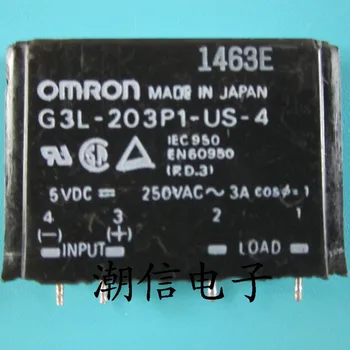 1463E
OMRON MADE IN JAPAN
G3L-203P1-US-4
IEC950
EN60950
(P.D.3)
5VDC ⎓ 250VAC ~ 3A cosφ=1
4 3 2 1
(-) (+)
INPUT LOAD
潮信电子